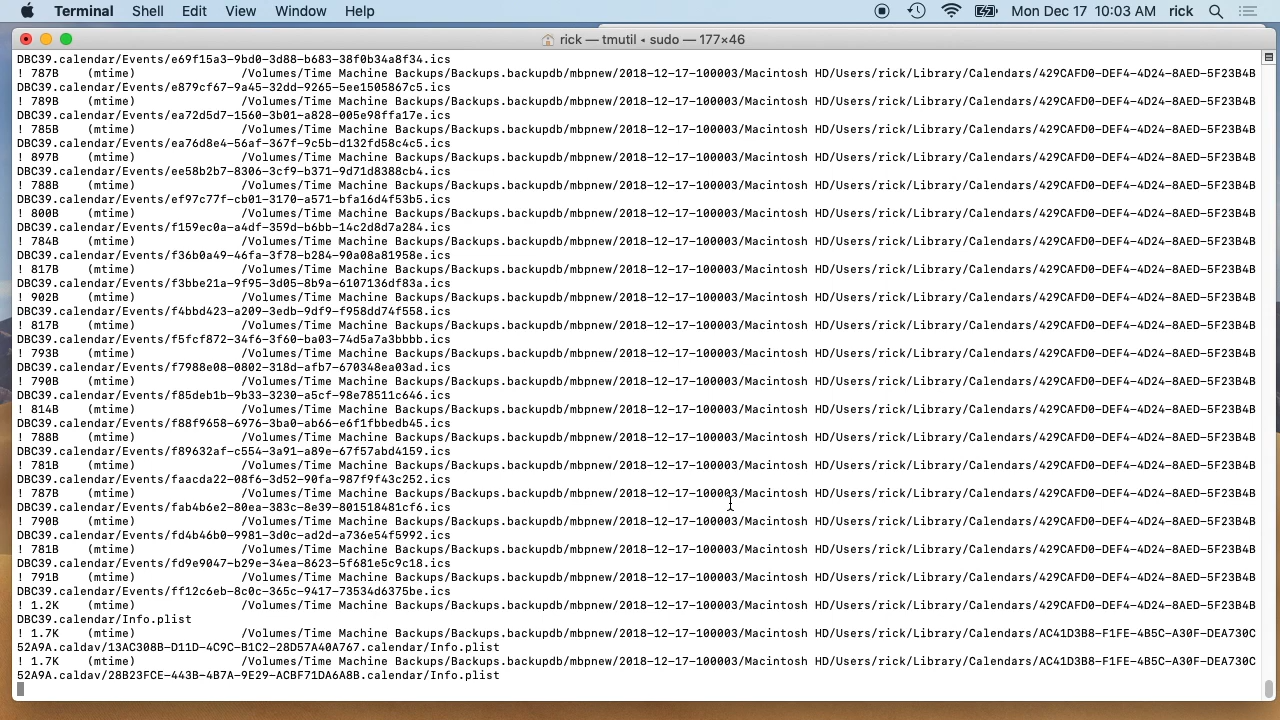 Terminal Shell Edit View Window Help Mon Dec 17 10:03 AM rick
rick — tmutil ◂ sudo — 177×46
DBC39.calendar/Events/e69f15a3-9bd0-3d88-b683-38f0b34a8f34.ics
! 787B (mtime) /Volumes/Time Machine Backups/Backups.backupdb/mbpnew/2018-12-17-100003/Macintosh HD/Users/rick/Library/Calendars/429CAFD0-DEF4-4D24-8AED-5F23B4B
DBC39.calendar/Events/e879cf67-9a45-32dd-9265-5ee1505867c5.ics
! 789B (mtime) /Volumes/Time Machine Backups/Backups.backupdb/mbpnew/2018-12-17-100003/Macintosh HD/Users/rick/Library/Calendars/429CAFD0-DEF4-4D24-8AED-5F23B4B
DBC39.calendar/Events/ea72d5d7-1560-3b01-a828-005e98ffa17e.ics
! 785B (mtime) /Volumes/Time Machine Backups/Backups.backupdb/mbpnew/2018-12-17-100003/Macintosh HD/Users/rick/Library/Calendars/429CAFD0-DEF4-4D24-8AED-5F23B4B
DBC39.calendar/Events/ea76d8e4-56af-367f-9c5b-d132fd58c4c5.ics
! 897B (mtime) /Volumes/Time Machine Backups/Backups.backupdb/mbpnew/2018-12-17-100003/Macintosh HD/Users/rick/Library/Calendars/429CAFD0-DEF4-4D24-8AED-5F23B4B
DBC39.calendar/Events/ee58b2b7-8306-3cf9-b371-9d71d8388cb4.ics
! 788B (mtime) /Volumes/Time Machine Backups/Backups.backupdb/mbpnew/2018-12-17-100003/Macintosh HD/Users/rick/Library/Calendars/429CAFD0-DEF4-4D24-8AED-5F23B4B
DBC39.calendar/Events/ef97c77f-cb01-3170-a571-bfa16d4f53b5.ics
! 800B (mtime) /Volumes/Time Machine Backups/Backups.backupdb/mbpnew/2018-12-17-100003/Macintosh HD/Users/rick/Library/Calendars/429CAFD0-DEF4-4D24-8AED-5F23B4B
DBC39.calendar/Events/f159ec0a-a4df-359d-b6bb-14c2d8d7a284.ics
! 784B (mtime) /Volumes/Time Machine Backups/Backups.backupdb/mbpnew/2018-12-17-100003/Macintosh HD/Users/rick/Library/Calendars/429CAFD0-DEF4-4D24-8AED-5F23B4B
DBC39.calendar/Events/f36b0a49-46fa-3f78-b284-90a08a81958e.ics
! 817B (mtime) /Volumes/Time Machine Backups/Backups.backupdb/mbpnew/2018-12-17-100003/Macintosh HD/Users/rick/Library/Calendars/429CAFD0-DEF4-4D24-8AED-5F23B4B
DBC39.calendar/Events/f3bbe21a-9f95-3d05-8b9a-6107136df83a.ics
! 902B (mtime) /Volumes/Time Machine Backups/Backups.backupdb/mbpnew/2018-12-17-100003/Macintosh HD/Users/rick/Library/Calendars/429CAFD0-DEF4-4D24-8AED-5F23B4B
DBC39.calendar/Events/f4bbd423-a209-3edb-9df9-f958dd74f558.ics
! 817B (mtime) /Volumes/Time Machine Backups/Backups.backupdb/mbpnew/2018-12-17-100003/Macintosh HD/Users/rick/Library/Calendars/429CAFD0-DEF4-4D24-8AED-5F23B4B
DBC39.calendar/Events/f5fcf872-34f6-3f60-ba03-74d5a7a3bbbb.ics
! 793B (mtime) /Volumes/Time Machine Backups/Backups.backupdb/mbpnew/2018-12-17-100003/Macintosh HD/Users/rick/Library/Calendars/429CAFD0-DEF4-4D24-8AED-5F23B4B
DBC39.calendar/Events/f7988e08-0802-318d-afb7-670348ea03ad.ics
! 790B (mtime) /Volumes/Time Machine Backups/Backups.backupdb/mbpnew/2018-12-17-100003/Macintosh HD/Users/rick/Library/Calendars/429CAFD0-DEF4-4D24-8AED-5F23B4B
DBC39.calendar/Events/f85deb1b-9b33-3230-a5cf-98e78511c646.ics
! 814B (mtime) /Volumes/Time Machine Backups/Backups.backupdb/mbpnew/2018-12-17-100003/Macintosh HD/Users/rick/Library/Calendars/429CAFD0-DEF4-4D24-8AED-5F23B4B
DBC39.calendar/Events/f88f9658-6976-3ba0-ab66-e6f1fbbedb45.ics
! 788B (mtime) /Volumes/Time Machine Backups/Backups.backupdb/mbpnew/2018-12-17-100003/Macintosh HD/Users/rick/Library/Calendars/429CAFD0-DEF4-4D24-8AED-5F23B4B
DBC39.calendar/Events/f89632af-c554-3a91-a89e-67f57abd4159.ics
! 781B (mtime) /Volumes/Time Machine Backups/Backups.backupdb/mbpnew/2018-12-17-100003/Macintosh HD/Users/rick/Library/Calendars/429CAFD0-DEF4-4D24-8AED-5F23B4B
DBC39.calendar/Events/faacda22-08f6-3d52-90fa-987f9f43c252.ics
! 787B (mtime) /Volumes/Time Machine Backups/Backups.backupdb/mbpnew/2018-12-17-100003/Macintosh HD/Users/rick/Library/Calendars/429CAFD0-DEF4-4D24-8AED-5F23B4B
DBC39.calendar/Events/fab4b6e2-80ea-383c-8e39-801518481cf6.ics
! 790B (mtime) /Volumes/Time Machine Backups/Backups.backupdb/mbpnew/2018-12-17-100003/Macintosh HD/Users/rick/Library/Calendars/429CAFD0-DEF4-4D24-8AED-5F23B4B
DBC39.calendar/Events/fd4b46b0-9981-3d0c-ad2d-a736e54f5992.ics
! 781B (mtime) /Volumes/Time Machine Backups/Backups.backupdb/mbpnew/2018-12-17-100003/Macintosh HD/Users/rick/Library/Calendars/429CAFD0-DEF4-4D24-8AED-5F23B4B
DBC39.calendar/Events/fd9e9047-b29e-34ea-8623-5f681e5c9c18.ics
! 791B (mtime) /Volumes/Time Machine Backups/Backups.backupdb/mbpnew/2018-12-17-100003/Macintosh HD/Users/rick/Library/Calendars/429CAFD0-DEF4-4D24-8AED-5F23B4B
DBC39.calendar/Events/ff12c6eb-8c0c-365c-9417-73534d6375be.ics
! 1.2K (mtime) /Volumes/Time Machine Backups/Backups.backupdb/mbpnew/2018-12-17-100003/Macintosh HD/Users/rick/Library/Calendars/429CAFD0-DEF4-4D24-8AED-5F23B4B
DBC39.calendar/Info.plist
! 1.7K (mtime) /Volumes/Time Machine Backups/Backups.backupdb/mbpnew/2018-12-17-100003/Macintosh HD/Users/rick/Library/Calendars/AC41D3B8-F1FE-4B5C-A30F-DEA730C
52A9A.caldav/13AC308B-D11D-4C9C-B1C2-28D57A40A767.calendar/Info.plist
! 1.7K (mtime) /Volumes/Time Machine Backups/Backups.backupdb/mbpnew/2018-12-17-100003/Macintosh HD/Users/rick/Library/Calendars/AC41D3B8-F1FE-4B5C-A30F-DEA730C
52A9A.caldav/28B23FCE-443B-4B7A-9E29-ACBF71DA6A8B.calendar/Info.plist